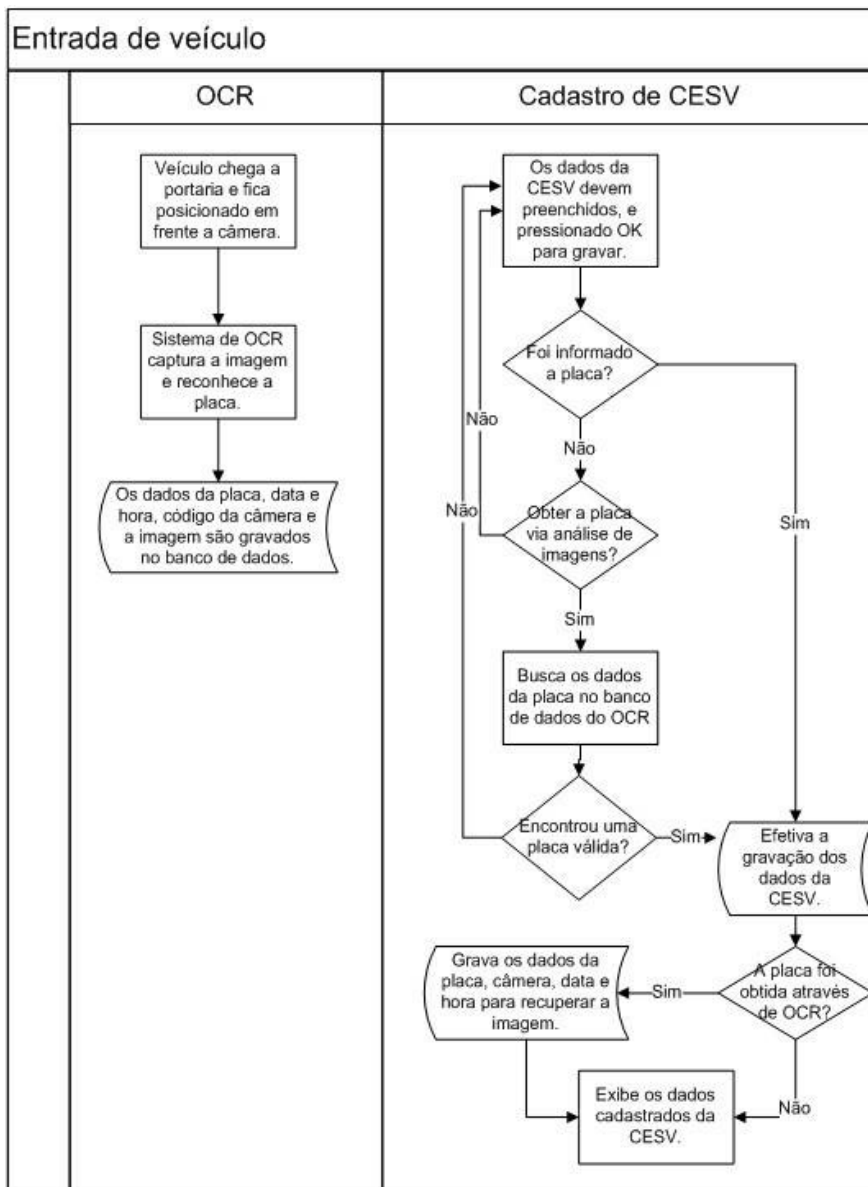 Entrada de veículo
OCR
Cadastro de CESV
Veículo chega a
portaria e fica
posicionado em
frente a câmera.
Sistema de OCR
captura a imagem
e reconhece a
placa.
Os dados da placa, data e
hora, código da câmera e
a imagem são gravados
no banco de dados.
Os dados da
CESV devem
preenchidos, e
pressionado OK
para gravar.
Foi informado
a placa?
Não
Não
Obter a placa
via análise de
imagens?
Não
Sim
Sim
Busca os dados
da placa no banco
de dados do OCR
Encontrou uma
placa válida?
Sim
Efetiva a
gravação dos
dados da
CESV.
A placa foi
obtida através
de OCR?
Sim
Grava os dados da
placa, câmera, data e
hora para recuperar a
imagem.
Não
Exibe os dados
cadastrados da
CESV.